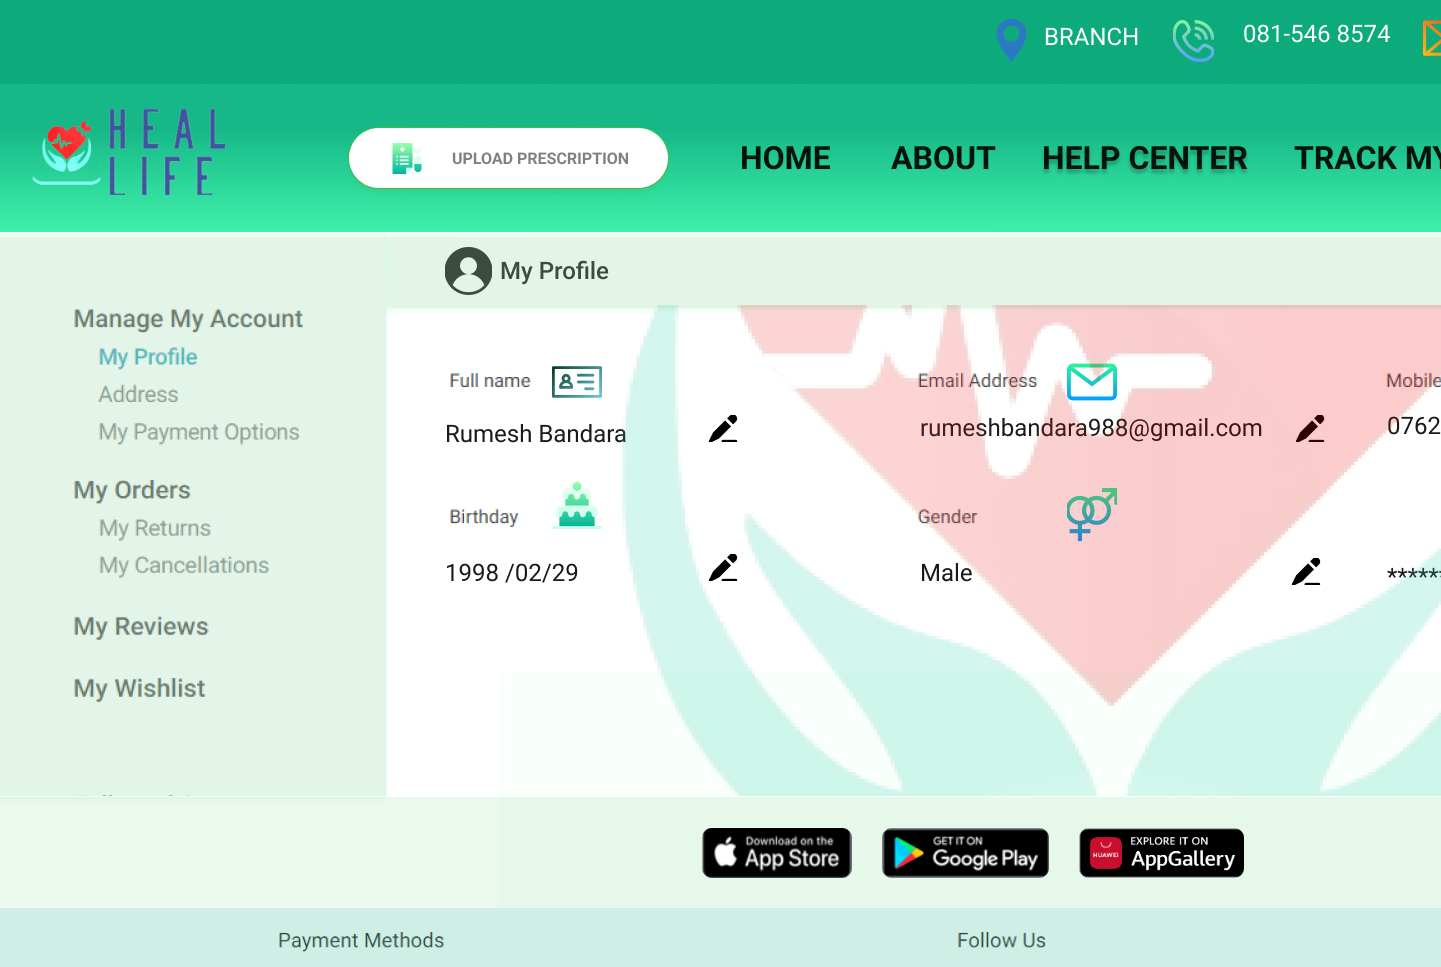 BRANCH
081-546 8574
HEAL
LIFE
UPLOAD PRESCRIPTION
HOME
ABOUT
HELP CENTER
TRACK MY
My Profile
Manage My Account
My Profile
Address
My Payment Options
My Orders
My Returns
My Cancellations
My Reviews
My Wishlist
Full name
Rumesh Bandara
Email Address
rumeshbandara988@gmail.com
Mobile
0762
Birthday
1998 /02/29
Gender
Male
******
Download on the
App Store
GET IT ON
Google Play
HUAWEI
EXPLORE IT ON
AppGallery
Payment Methods
Follow Us